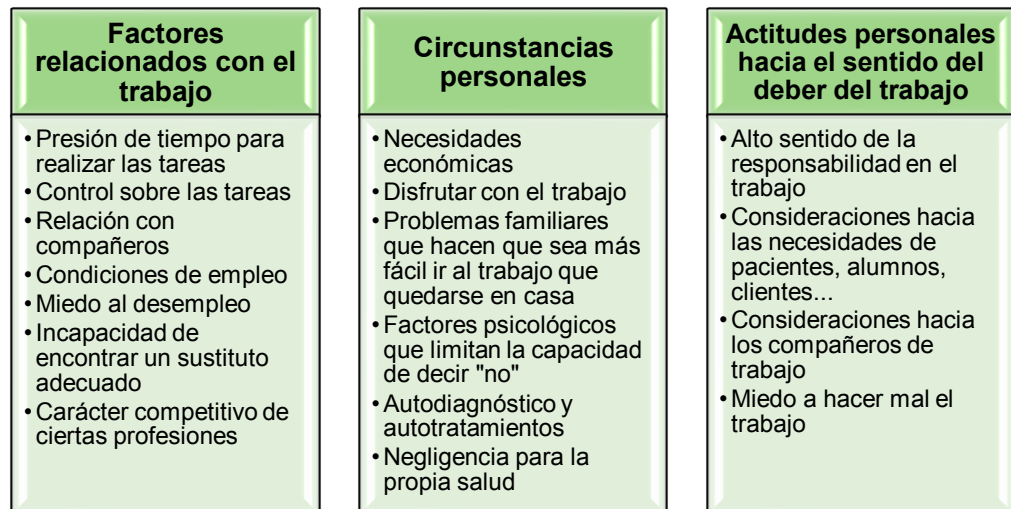 Factores
relacionados con el
trabajo
• Presión de tiempo para
realizar las tareas
• Control sobre las tareas
• Relación con
compañeros
• Condiciones de empleo
• Miedo al desempleo
• Incapacidad de
encontrar un sustituto
adecuado
• Carácter competitivo de
ciertas profesiones
Circunstancias
personales
• Necesidades
económicas
• Disfrutar con el trabajo
• Problemas familiares
que hacen que sea más
fácil ir al trabajo que
quedarse en casa
• Factores psicológicos
que limitan la capacidad
de decir "no"
• Autodiagnóstico y
autotratamientos
• Negligencia para la
propia salud
Actitudes personales
hacia el sentido del
deber del trabajo
• Alto sentido de la
responsabilidad en el
trabajo
• Consideraciones hacia
las necesidades de
pacientes, alumnos,
clientes...
• Consideraciones hacia
los compañeros de
trabajo
• Miedo a hacer mal el
trabajo